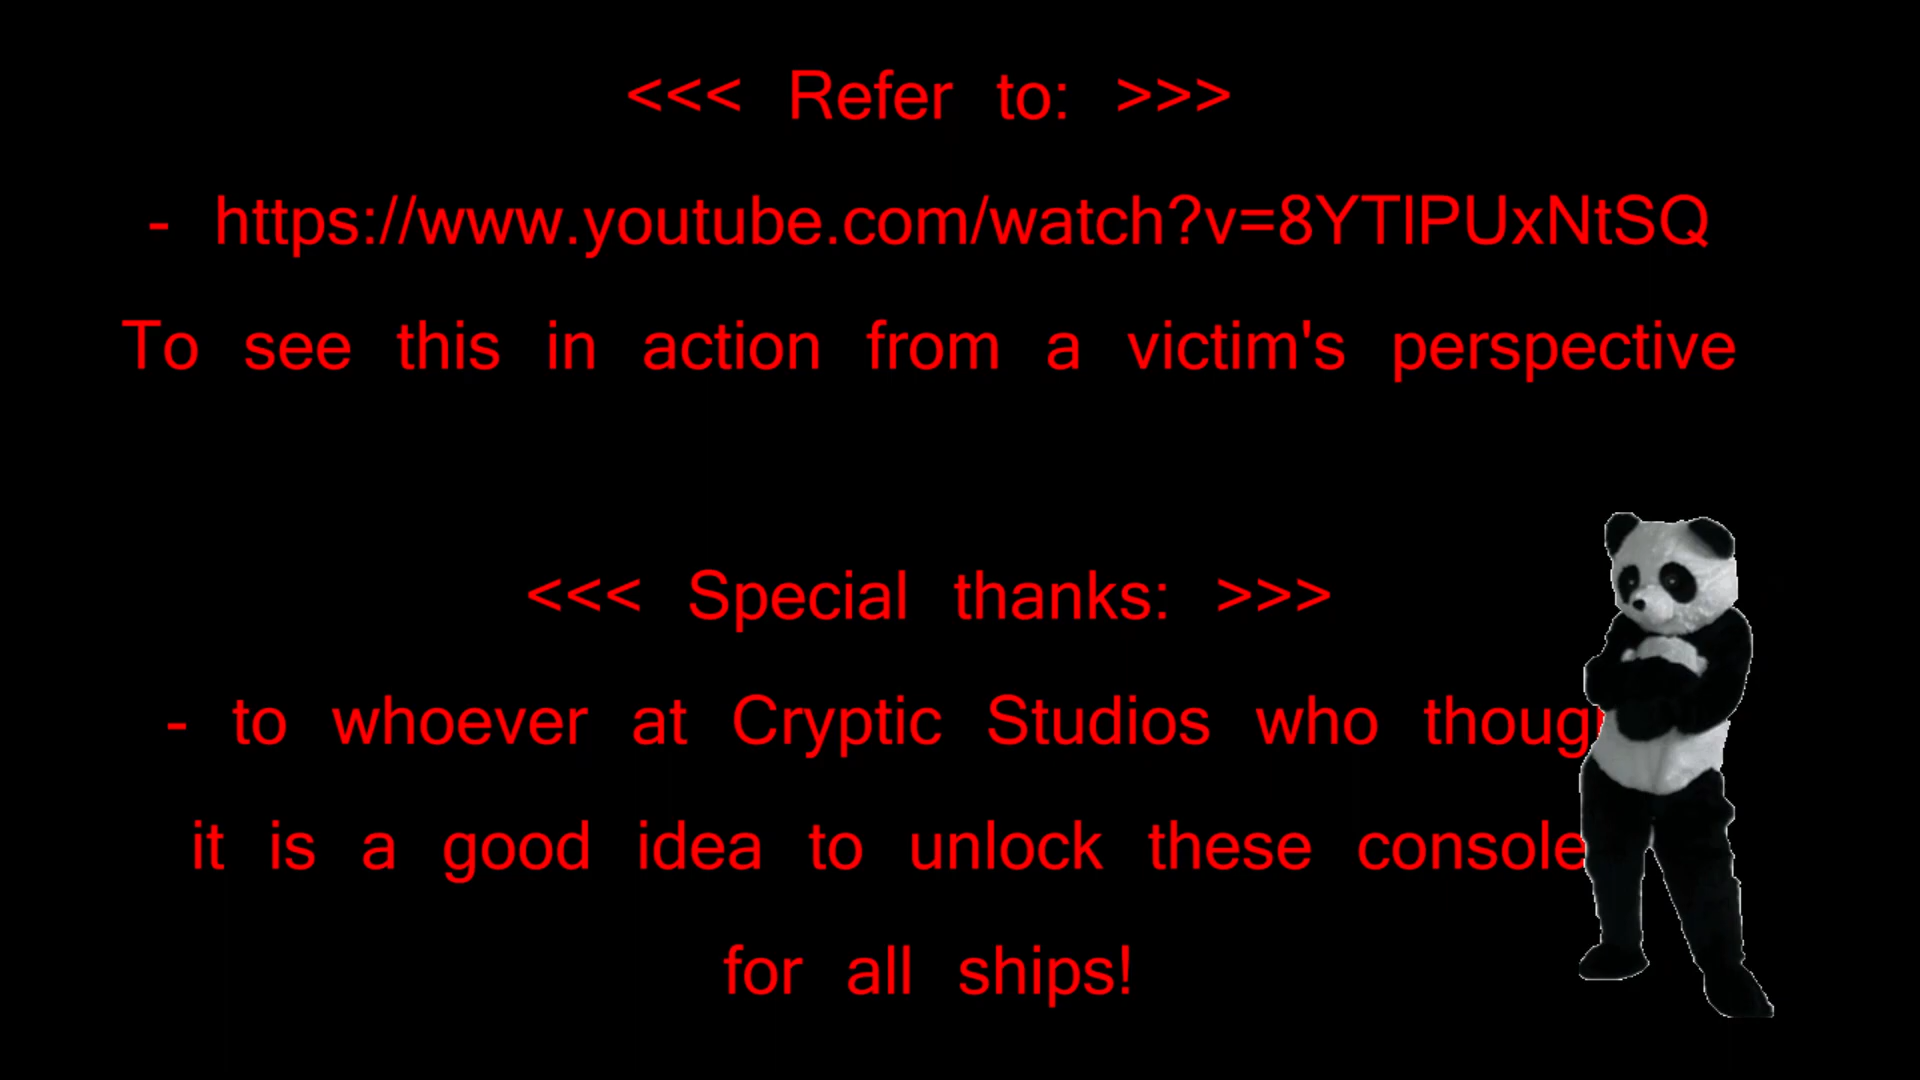 <<< Refer to: >>>
- https://www.youtube.com/watch?v=8YTIPUxNtSQ
To see this in action from a victim's perspective
<<< Special thanks: >>>
- to whoever at Cryptic Studios who thoug
it is a good idea to unlock these console
for all ships!